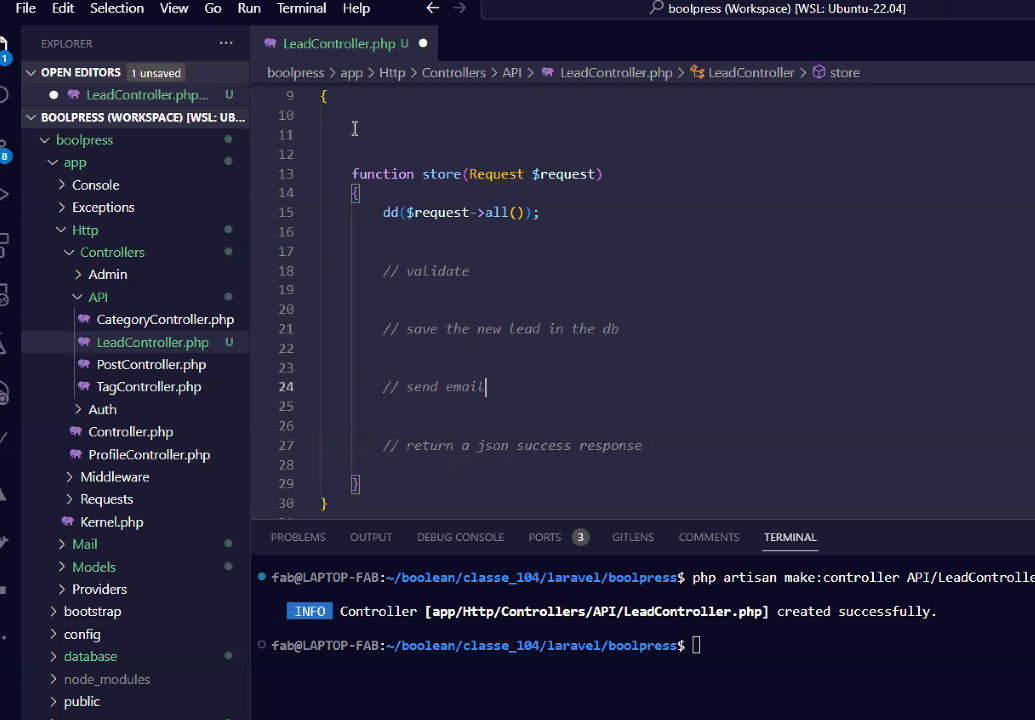 File Edit Selection View Go Run Terminal Help
boolpress (Workspace) [WSL: Ubuntu-22.04]
EXPLORER
OPEN EDITORS 1 unsaved
LeadController.php... U
BOOLPRESS (WORKSPACE) [WSL: UB...
boolpress
app
Console
Exceptions
Http
Controllers
Admin
API
CategoryController.php
LeadController.php U
PostController.php
TagController.php
Auth
Controller.php
ProfileController.php
Middleware
Requests
Kernel.php
Mail
Models
Providers
bootstrap
config
database
node_modules
public
1
8
LeadController.php U
boolpress > app > Http > Controllers > API > LeadController.php > LeadController > store
9 {
10
11
12
13 function store(Request $request)
14 {
15 dd($request->all());
16
17
18 // validate
19
20
21 // save the new lead in the db
22
23
24 // send email
25
26
27 // return a json success response
28
29 }
30 }
PROBLEMS OUTPUT DEBUG CONSOLE PORTS 3 GITLENS COMMENTS TERMINAL
fab@LAPTOP-FAB:~/boolean/classe_104/laravel/boolpress$ php artisan make:controller API/LeadControlle
INFO Controller [app/Http/Controllers/API/LeadController.php] created successfully.
fab@LAPTOP-FAB:~/boolean/classe_104/laravel/boolpress$